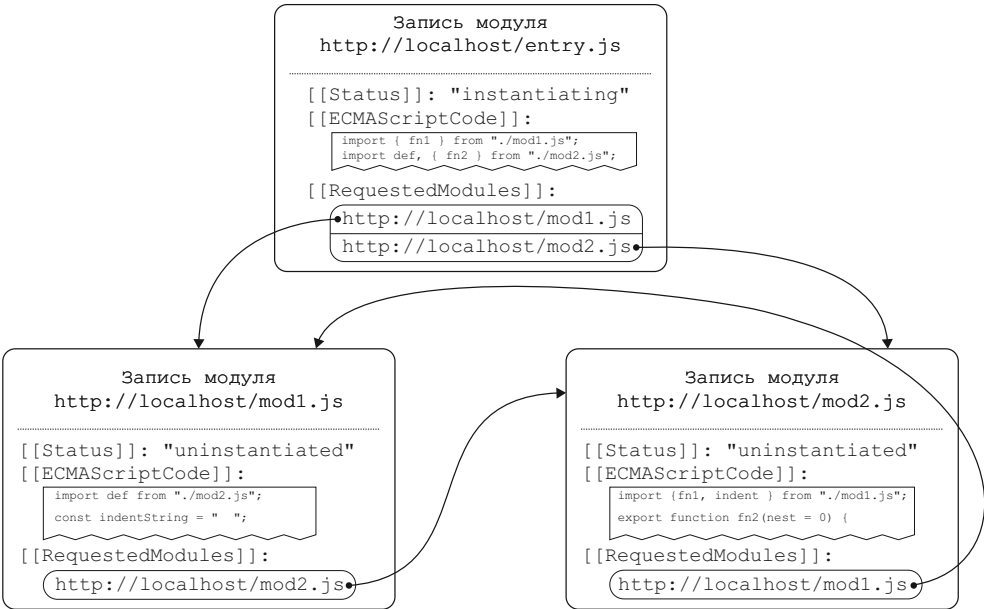 Запись модуля
http://localhost/entry.js
[[Status]]: "instantiating"
[[ECMAScriptCode]]:
import { fn1 } from "./mod1.js";
import def, { fn2 } from "./mod2.js";
[[RequestedModules]]:
http://localhost/mod1.js
http://localhost/mod2.js
Запись модуля
http://localhost/mod1.js
[[Status]]: "uninstantiated"
[[ECMAScriptCode]]:
import def from "./mod2.js";
const indentString = "  ";
[[RequestedModules]]:
http://localhost/mod2.js
Запись модуля
http://localhost/mod2.js
[[Status]]: "uninstantiated"
[[ECMAScriptCode]]:
import {fn1, indent } from "./mod1.js";
export function fn2(nest = 0) {
[[RequestedModules]]:
http://localhost/mod1.js